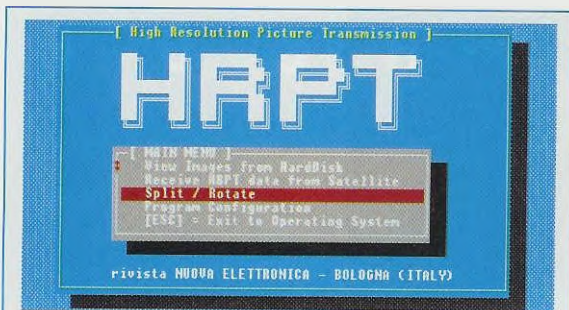 [ High Resolution Picture Transmission ]
HRPT
[ MAIN MENU ]
View Images from HardDisk
Receive HRPT data from Satellite
Split / Rotate
Program Configuration
[ESC] = Exit to Operating System
rivista NUOVA ELETTRONICA - BOLOGNA (ITALY)